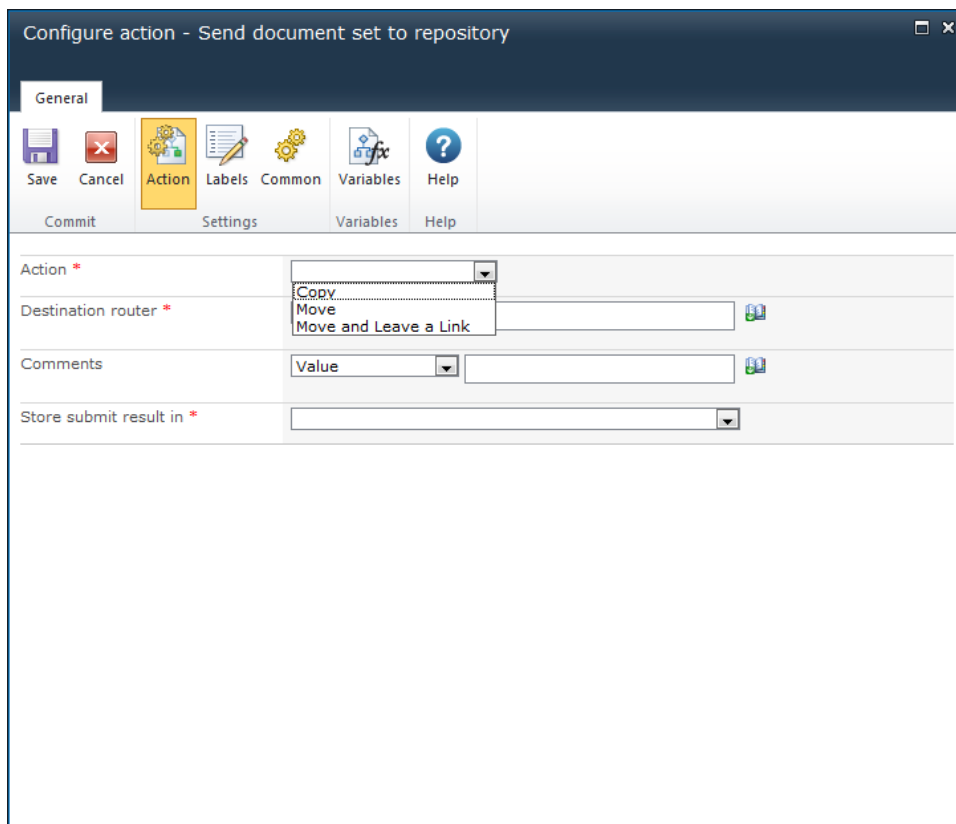 Configure action - Send document set to repository
General
Save Cancel Action Labels Common Variables Help
Commit Settings Variables Help
Action *
Copy
Destination router *
Move
Move and Leave a Link
Comments Value
Store submit result in *